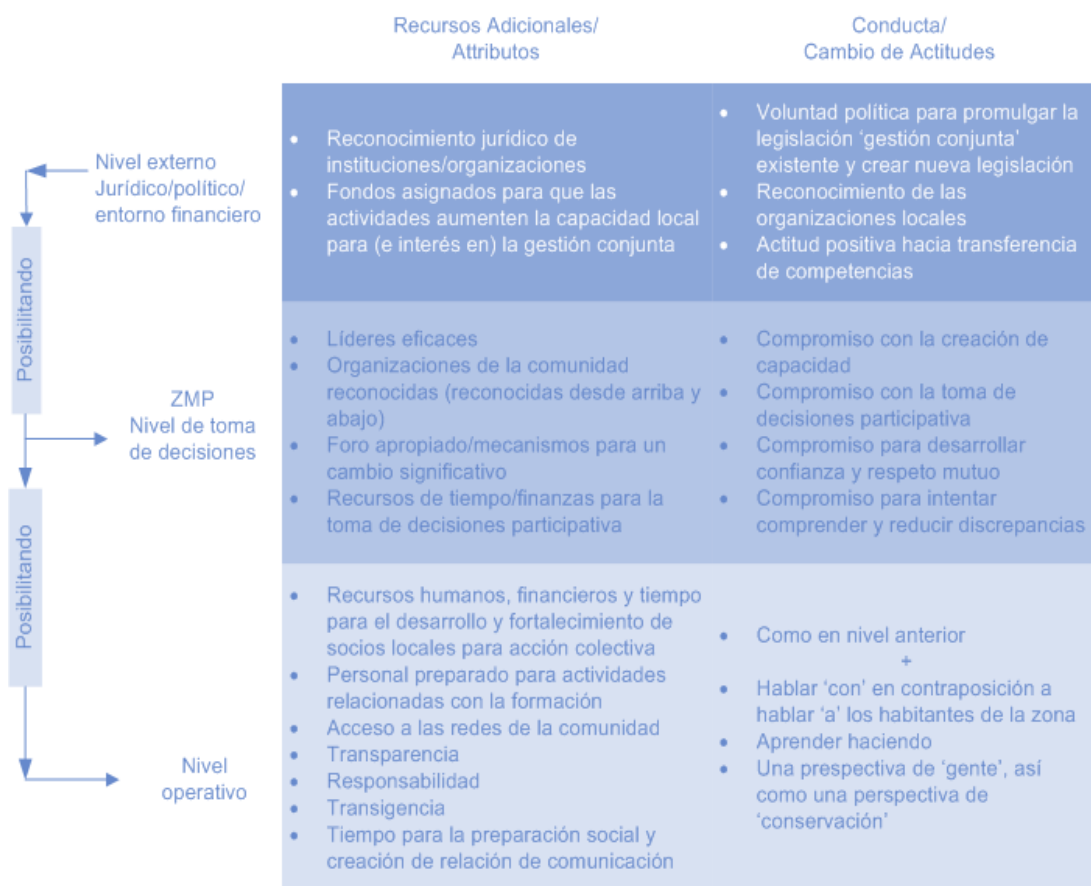 Recursos Adicionales/
Attributos
Conducta/
Cambio de Actitudes
Nivel externo
Jurídico/político/
entorno financiero
• Reconocimiento jurídico de
instituciones/organizaciones
• Fondos asignados para que las
actividades aumenten la capacidad local
para (e interés en) la gestión conjunta
• Voluntad política para promulgar la
legislación ‘gestión conjunta’
existente y crear nueva legislación
• Reconocimiento de las
organizaciones locales
• Actitud positiva hacia transferencia
de competencias
Posibilitando
ZMP
Nivel de toma
de decisiones
• Líderes eficaces
• Organizaciones de la comunidad
reconocidas (reconocidas desde arriba y
abajo)
• Foro apropiado/mecanismos para un
cambio significativo
• Recursos de tiempo/finanzas para la
toma de decisiones participativa
• Compromiso con la creación de
capacidad
• Compromiso con la toma de
decisiones participativa
• Compromiso para desarrollar
confianza y respeto mutuo
• Compromiso para intentar
comprender y reducir discrepancias
Posibilitando
Nivel
operativo
• Recursos humanos, financieros y tiempo
para el desarrollo y fortalecimiento de
socios locales para acción colectiva
• Personal preparado para actividades
relacionadas con la formación
• Acceso a las redes de la comunidad
• Transparencia
• Responsabilidad
• Transigencia
• Tiempo para la preparación social y
creación de relación de comunicación
• Como en nivel anterior
+
• Hablar ‘con’ en contraposición a
hablar ‘a’ los habitantes de la zona
• Aprender haciendo
• Una prespectiva de ‘gente’, así
como una perspectiva de
‘conservación’